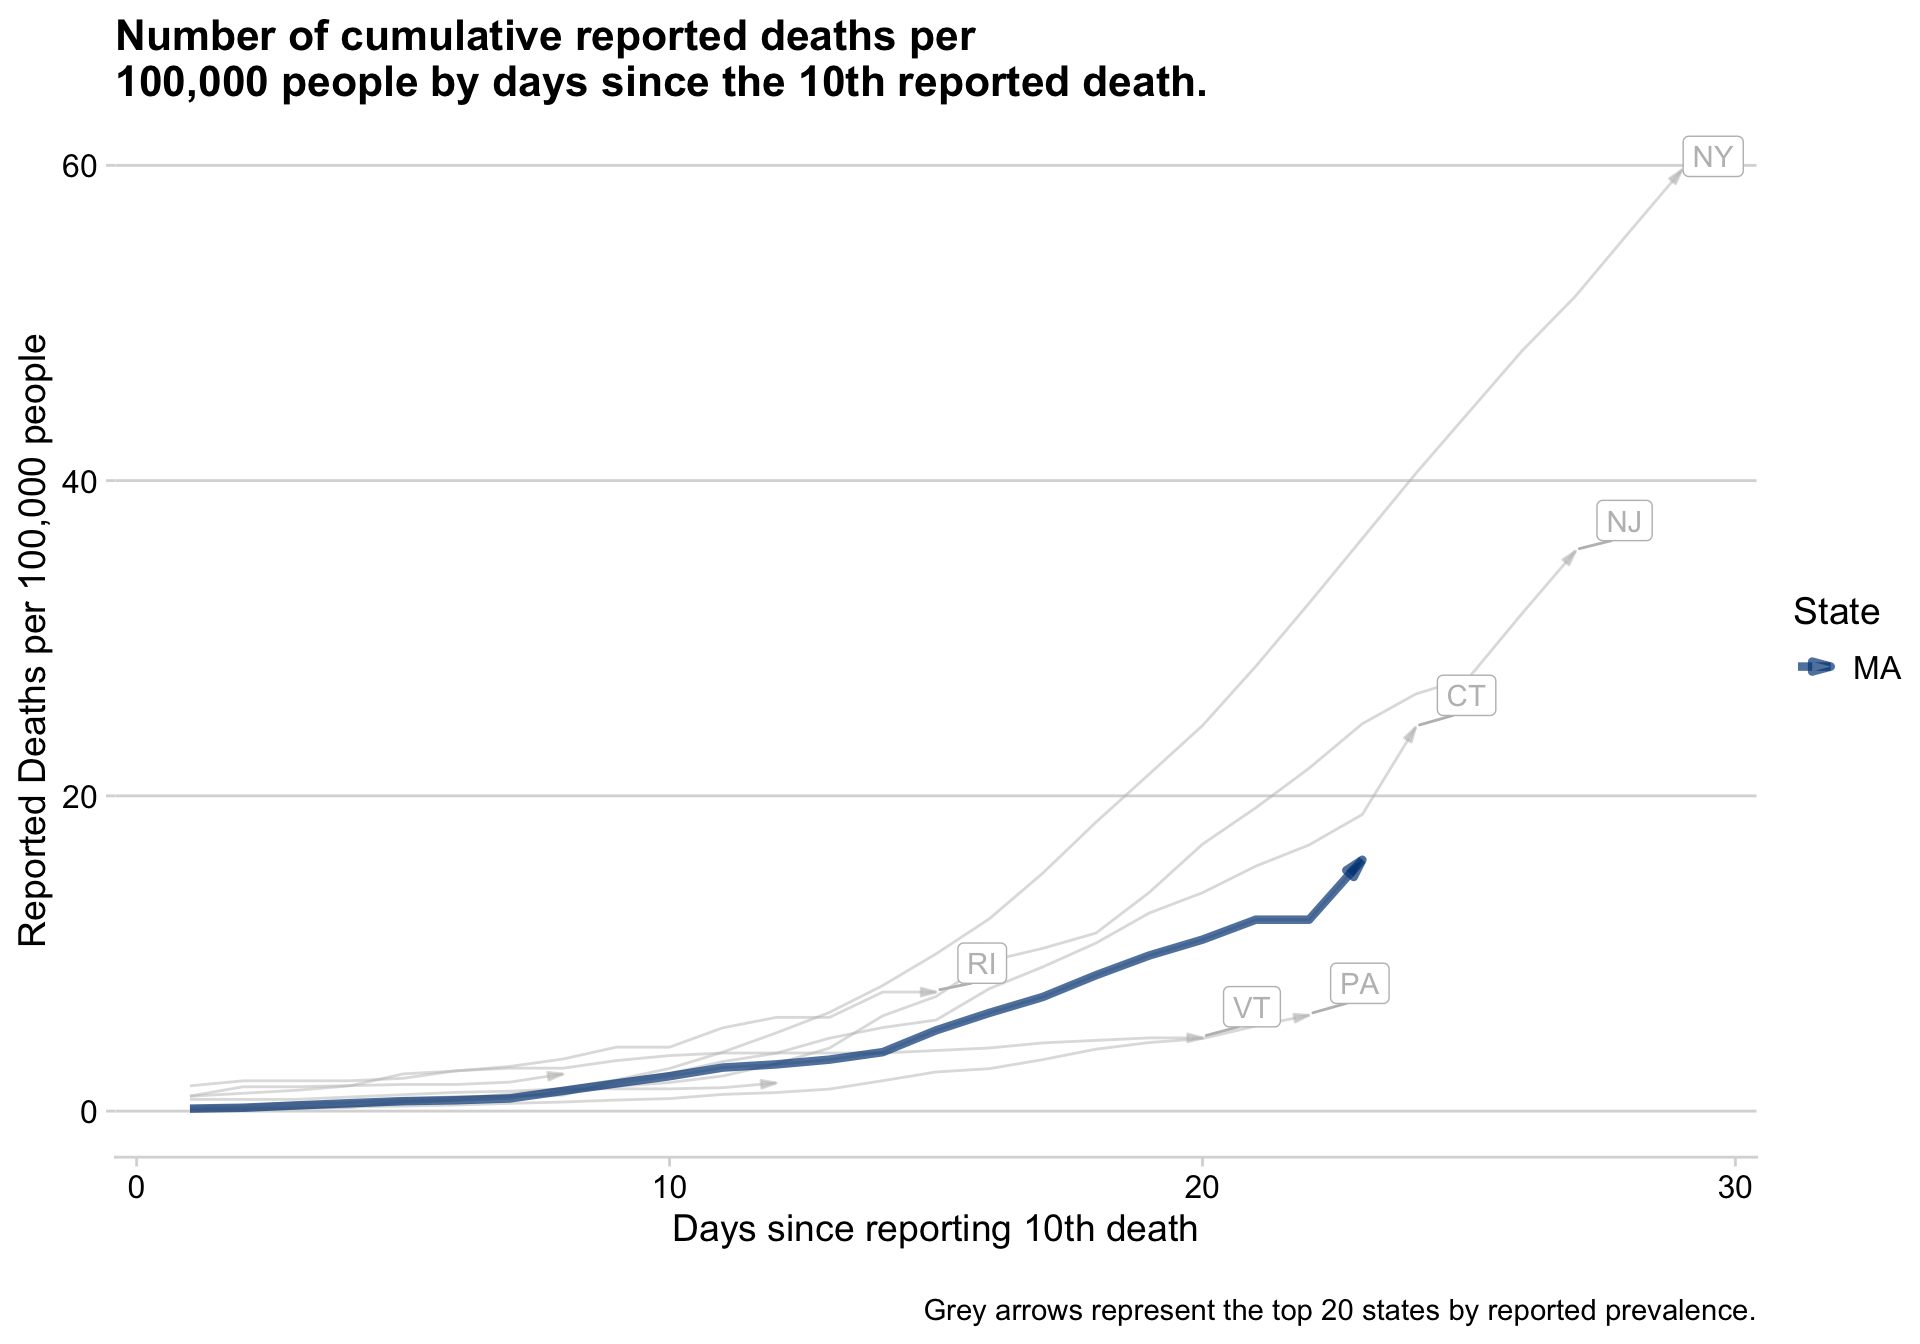 Number of cumulative reported deaths per
100,000 people by days since the 10th reported death.
Reported Deaths per 100,000 people
60
40
20
0
NY
NJ
CT
RI
PA
VT
State
MA
0
10
20
30
Days since reporting 10th death
Grey arrows represent the top 20 states by reported prevalence.